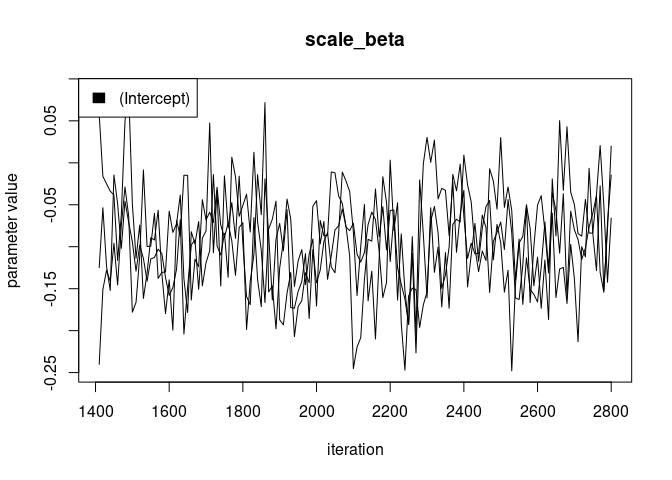 scale_beta
(Intercept)
parameter value
0.05
-0.05
-0.15
-0.25
1400 1600 1800 2000 2200 2400 2600 2800
iteration